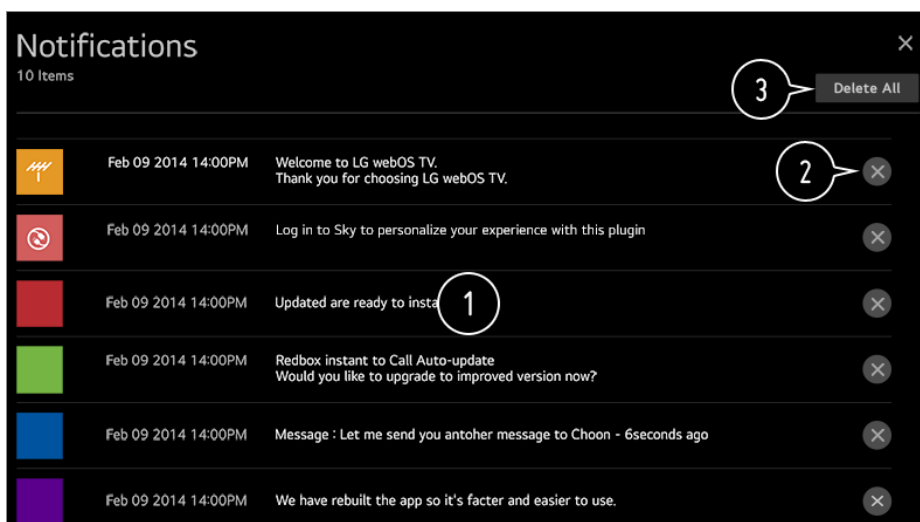 Notifications
10 Items
3
Delete All
Feb 09 2014 14:00PM
Welcome to LG webOS TV.
Thank you for choosing LG webOS TV.
2
Feb 09 2014 14:00PM
Log in to Sky to personalize your experience with this plugin
Feb 09 2014 14:00PM
Updated are ready to insta
1
Feb 09 2014 14:00PM
Redbox instant to Call Auto-update
Would you like to upgrade to improved version now?
Feb 09 2014 14:00PM
Message : Let me send you antoher message to Choon - 6seconds ago
Feb 09 2014 14:00PM
We have rebuilt the app so it's facter and easier to use.